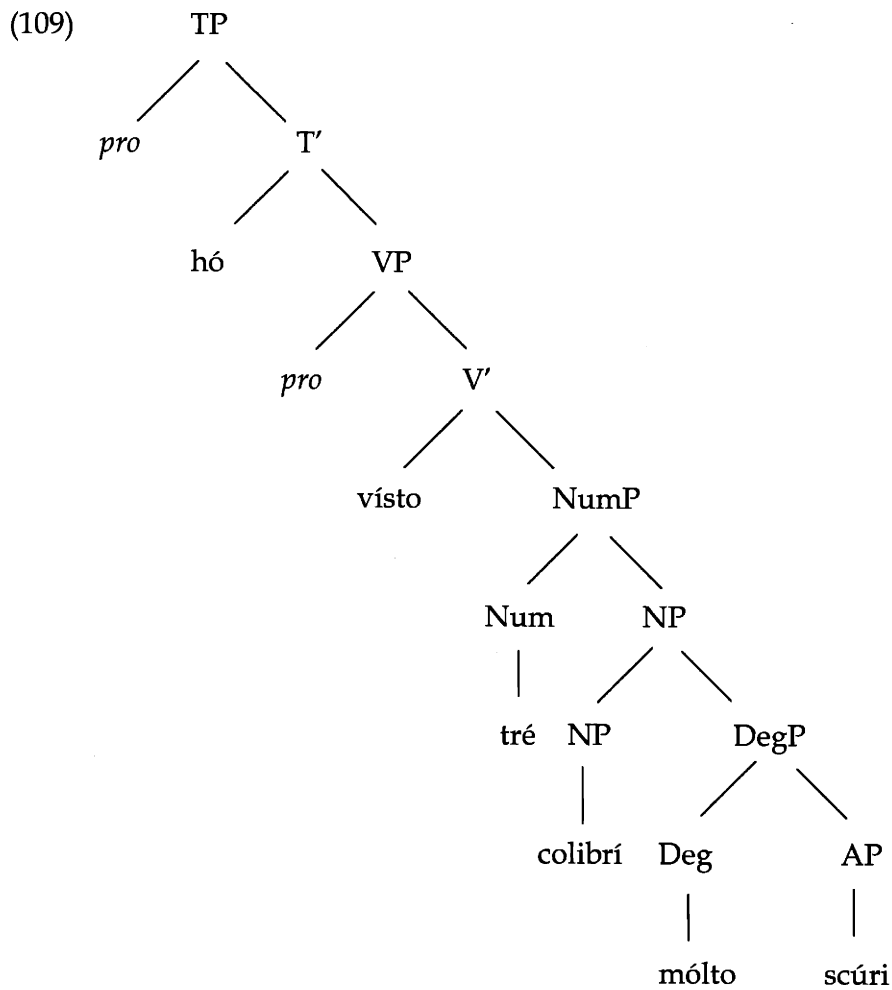 (109) TP
pro T′
hó VP
pro V′
vísto NumP
Num NP
tré NP DegP
colibrí Deg AP
mólto scúri